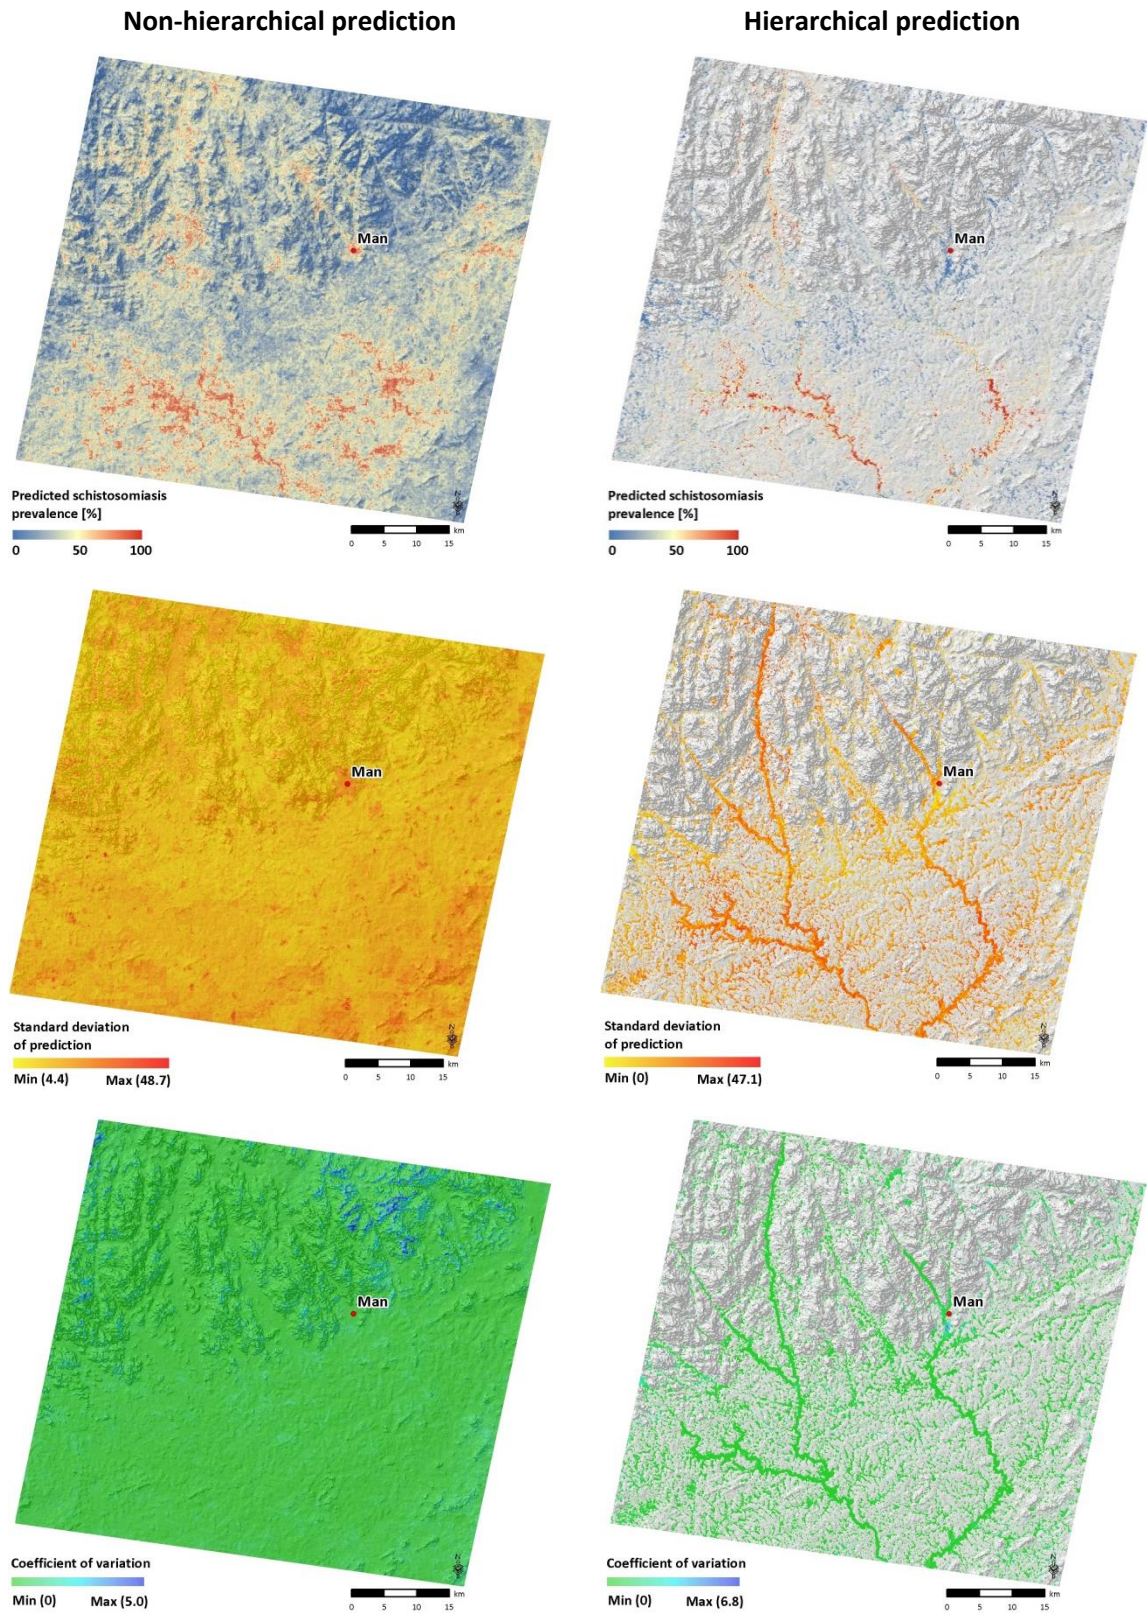 Non-hierarchical prediction
Hierarchical prediction
Man
Man
Predicted schistosomiasis
prevalence [%]
0 50 100
0 5 10 15 km
Predicted schistosomiasis
prevalence [%]
0 50 100
0 5 10 15 km
Man
Man
Standard deviation
of prediction
Min (4.4) Max (48.7)
0 5 10 15 km
Standard deviation
of prediction
Min (0) Max (47.1)
0 5 10 15 km
Man
Man
Coefficient of variation
Min (0) Max (5.0)
0 5 10 15 km
Coefficient of variation
Min (0) Max (6.8)
0 5 10 15 km